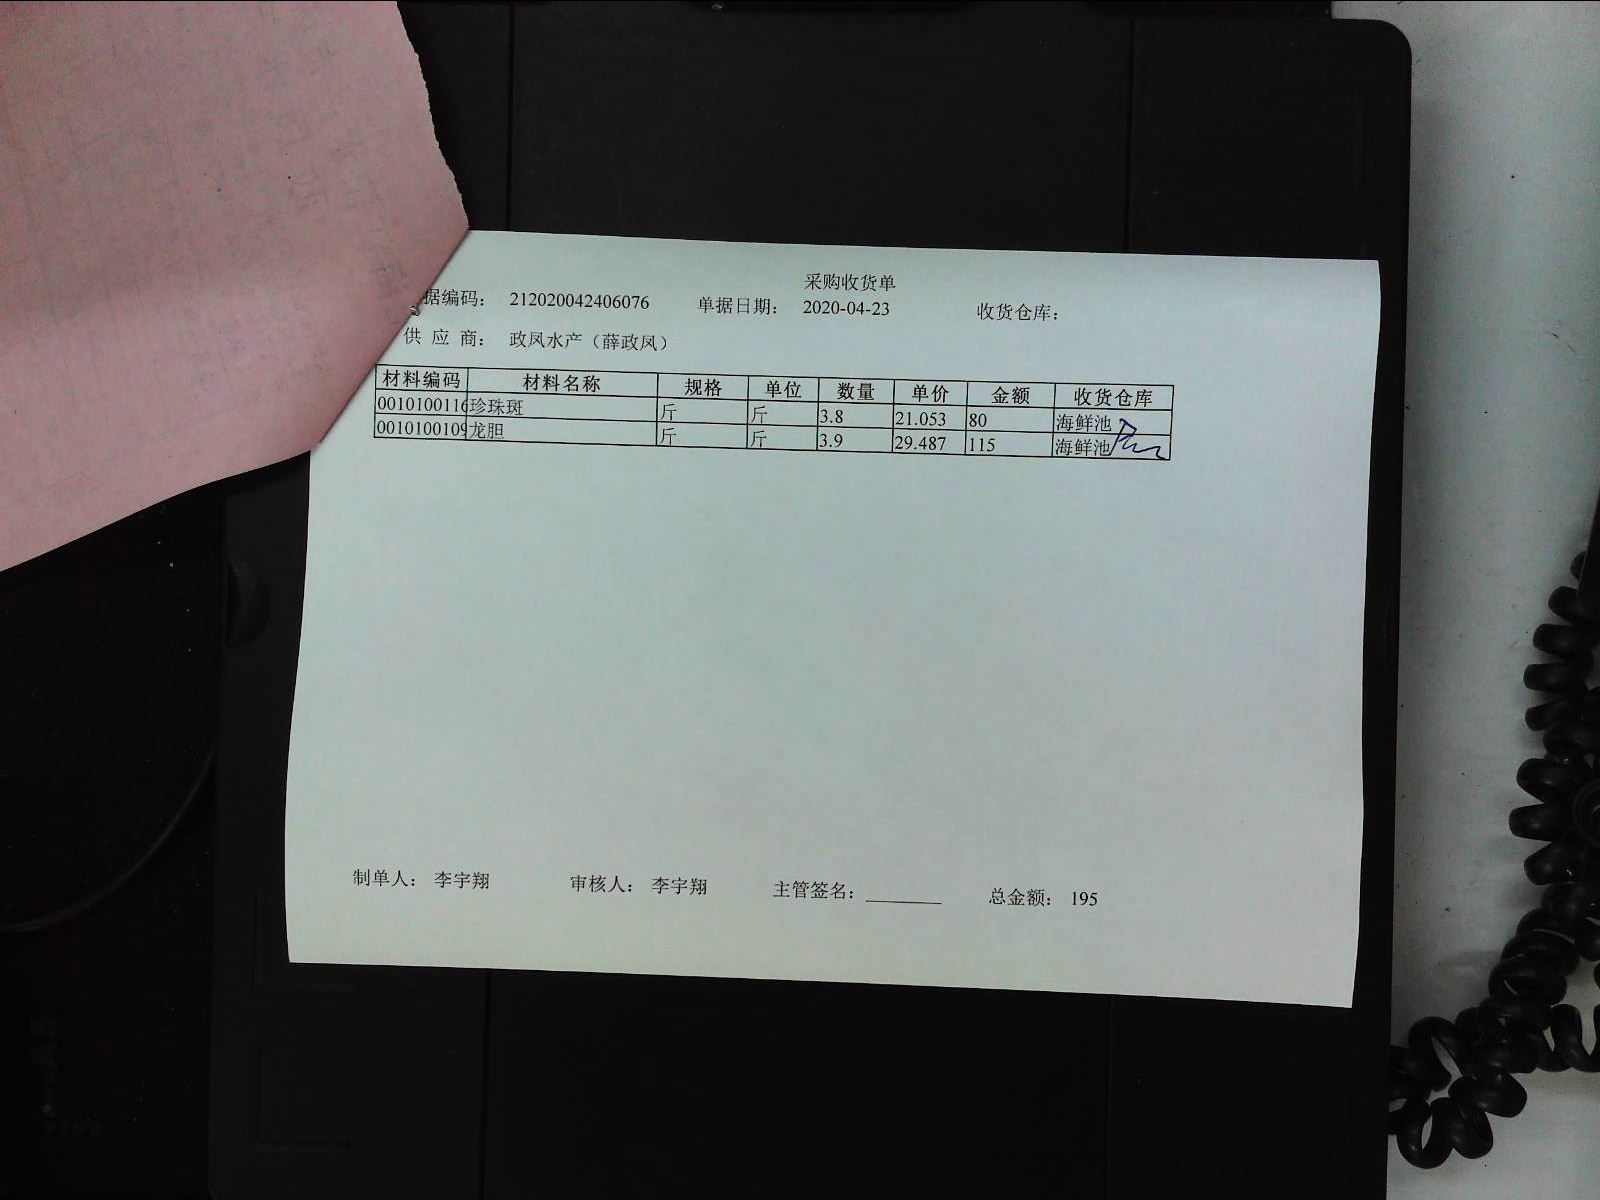 采购收货单
据编码： 212020042406076 单据日期： 2020-04-23 收货仓库：
供 应 商： 政凤水产（薛政凤）
材料编码 材料名称 规格 单位 数量 单价 金额 收货仓库
0010100116 珍珠斑 斤 斤 3.8 21.053 80 海鲜池
0010100109 龙胆 斤 斤 3.9 29.487 115 海鲜池
制单人： 李宇翔 审核人： 李宇翔 主管签名： 总金额： 195